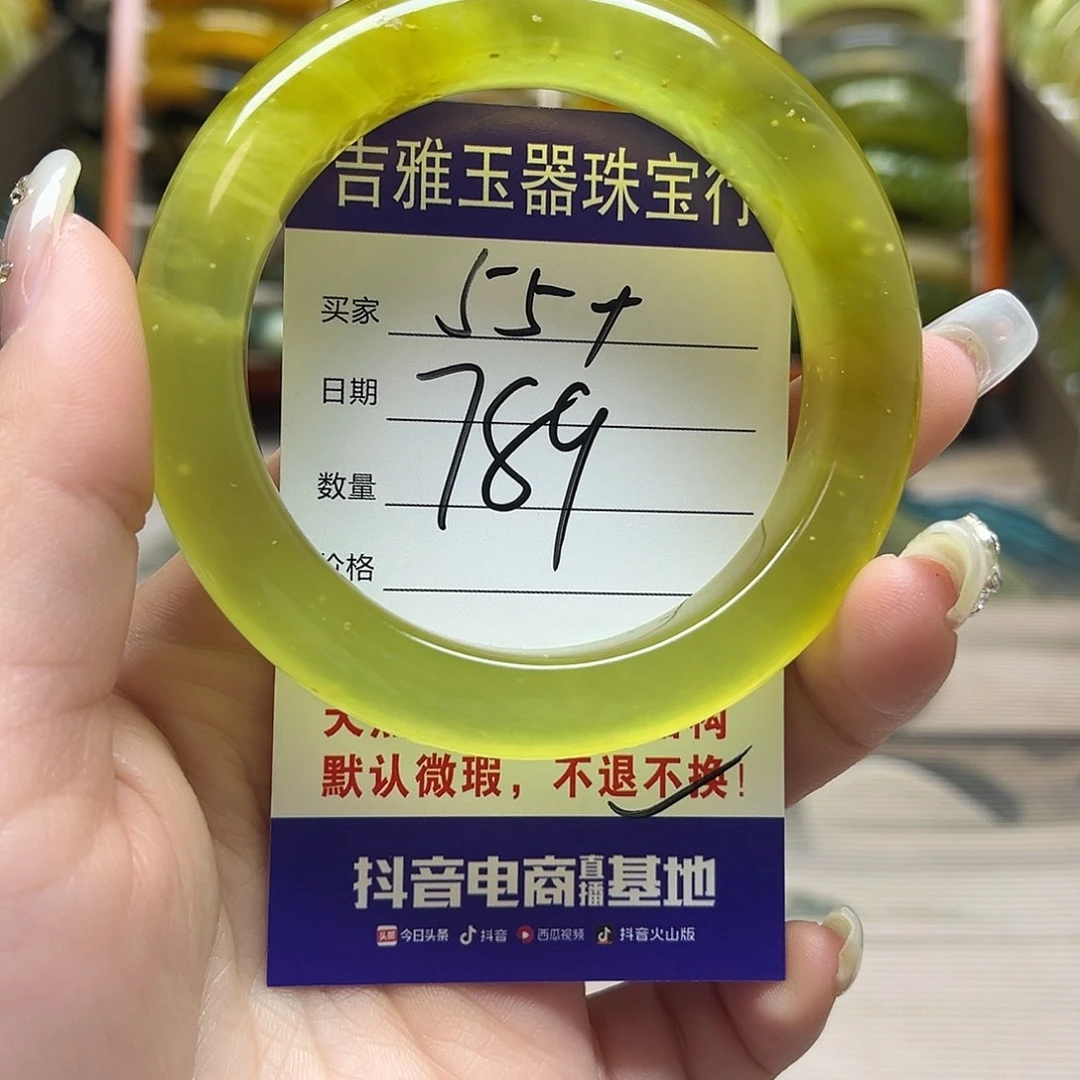 吉雅玉器珠宝行
买家 55+
日期 789
数量
价格
默认微瑕，不退不换！
抖音电商直播基地
今日头条 抖音 西瓜视频 抖音火山版